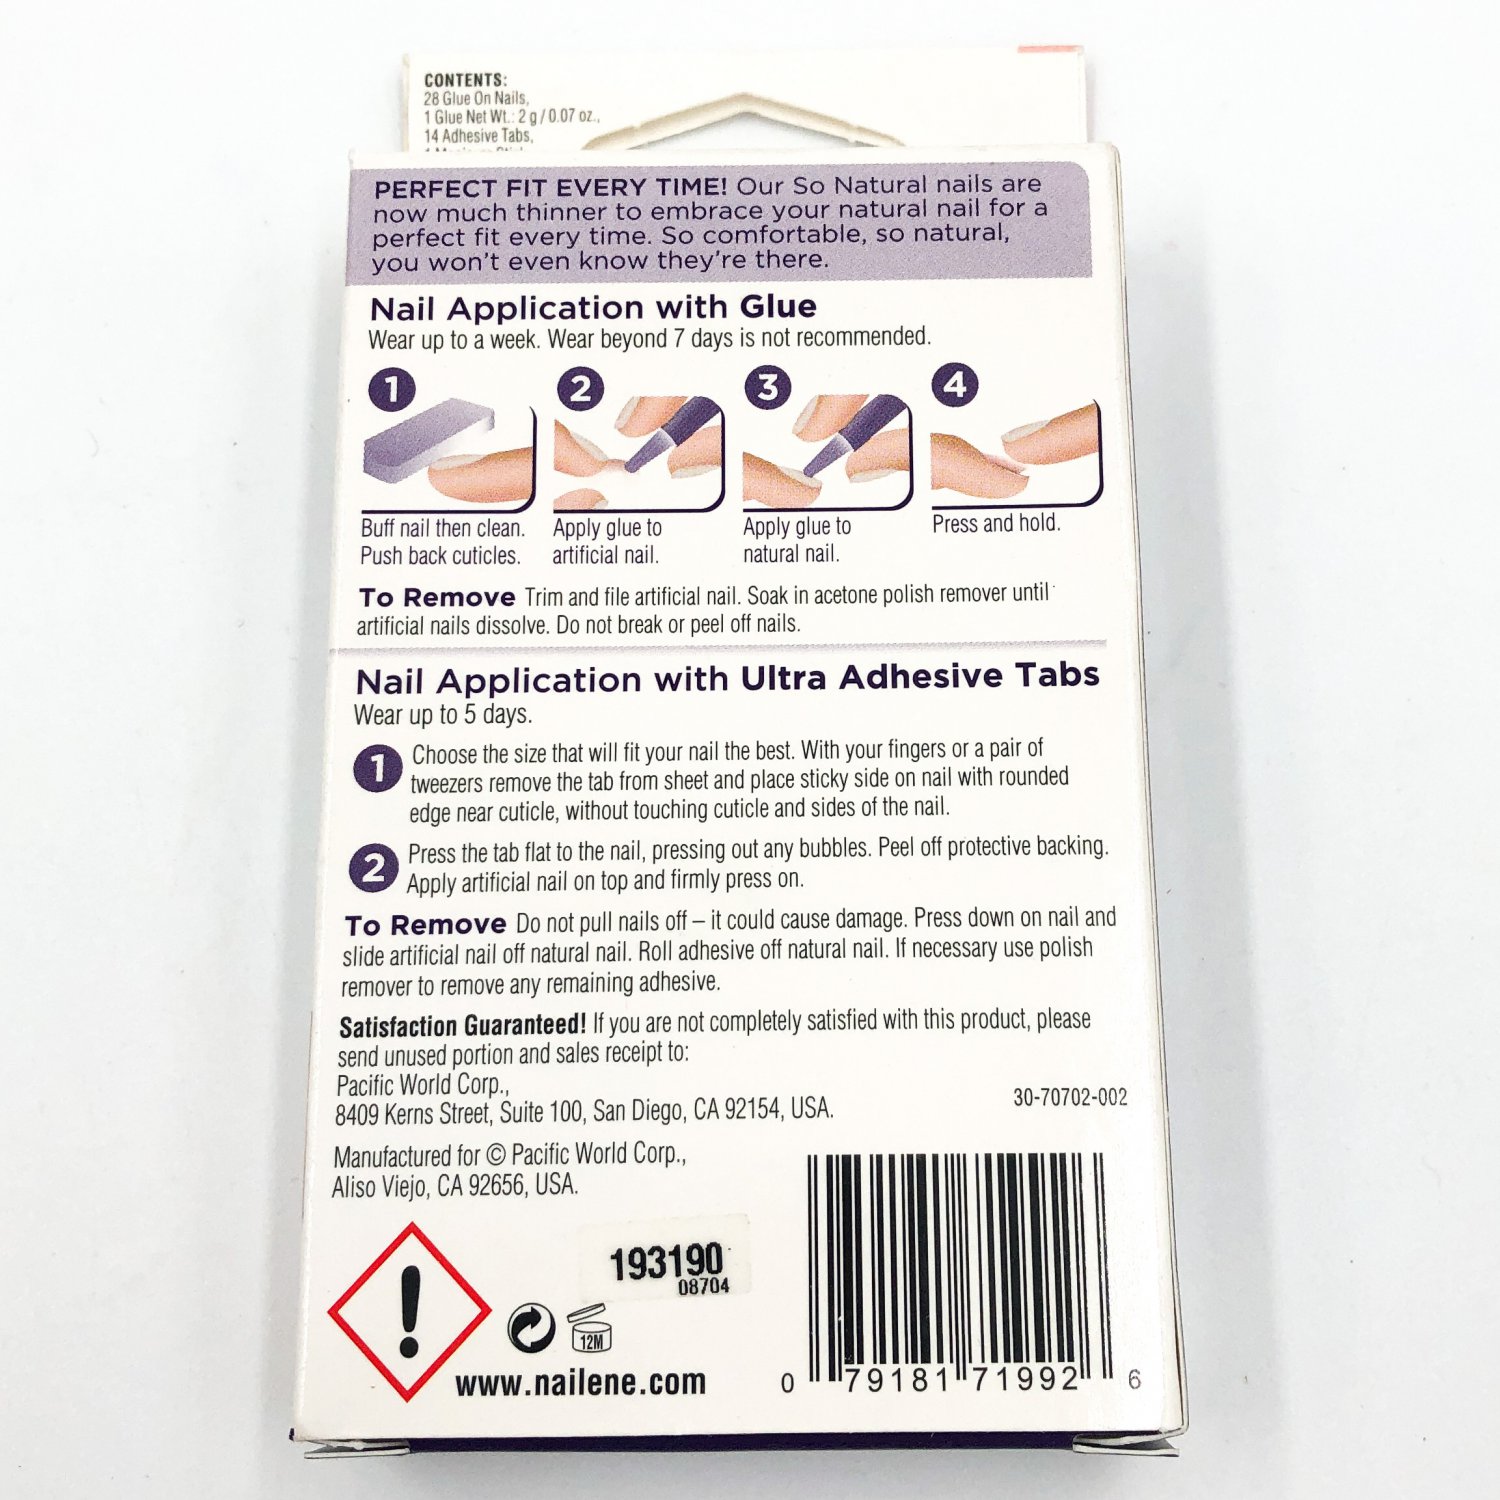 CONTENTS:
28 Glue On Nails,
1 Glue Net Wt.: 2 g / 0.07 oz.,
14 Adhesive Tabs,
PERFECT FIT EVERY TIME! Our So Natural nails are
now much thinner to embrace your natural nail for a
perfect fit every time. So comfortable, so natural,
you won't even know they're there.
Nail Application with Glue
Wear up to a week. Wear beyond 7 days is not recommended.
1 2 3 4
Buff nail then clean. Apply glue to Apply glue to Press and hold.
Push back cuticles. artificial nail. natural nail.
To Remove Trim and file artificial nail. Soak in acetone polish remover until
artificial nails dissolve. Do not break or peel off nails.
Nail Application with Ultra Adhesive Tabs
Wear up to 5 days.
1 Choose the size that will fit your nail the best. With your fingers or a pair of
tweezers remove the tab from sheet and place sticky side on nail with rounded
edge near cuticle, without touching cuticle and sides of the nail.
2 Press the tab flat to the nail, pressing out any bubbles. Peel off protective backing.
Apply artificial nail on top and firmly press on.
To Remove Do not pull nails off – it could cause damage. Press down on nail and
slide artificial nail off natural nail. Roll adhesive off natural nail. If necessary use polish
remover to remove any remaining adhesive.
Satisfaction Guaranteed! If you are not completely satisfied with this product, please
send unused portion and sales receipt to:
Pacific World Corp.,
8409 Kerns Street, Suite 100, San Diego, CA 92154, USA.
30-70702-002
Manufactured for © Pacific World Corp.,
Aliso Viejo, CA 92656, USA.
193190
08704
!
12M
www.nailene.com
0 79181 71992 6